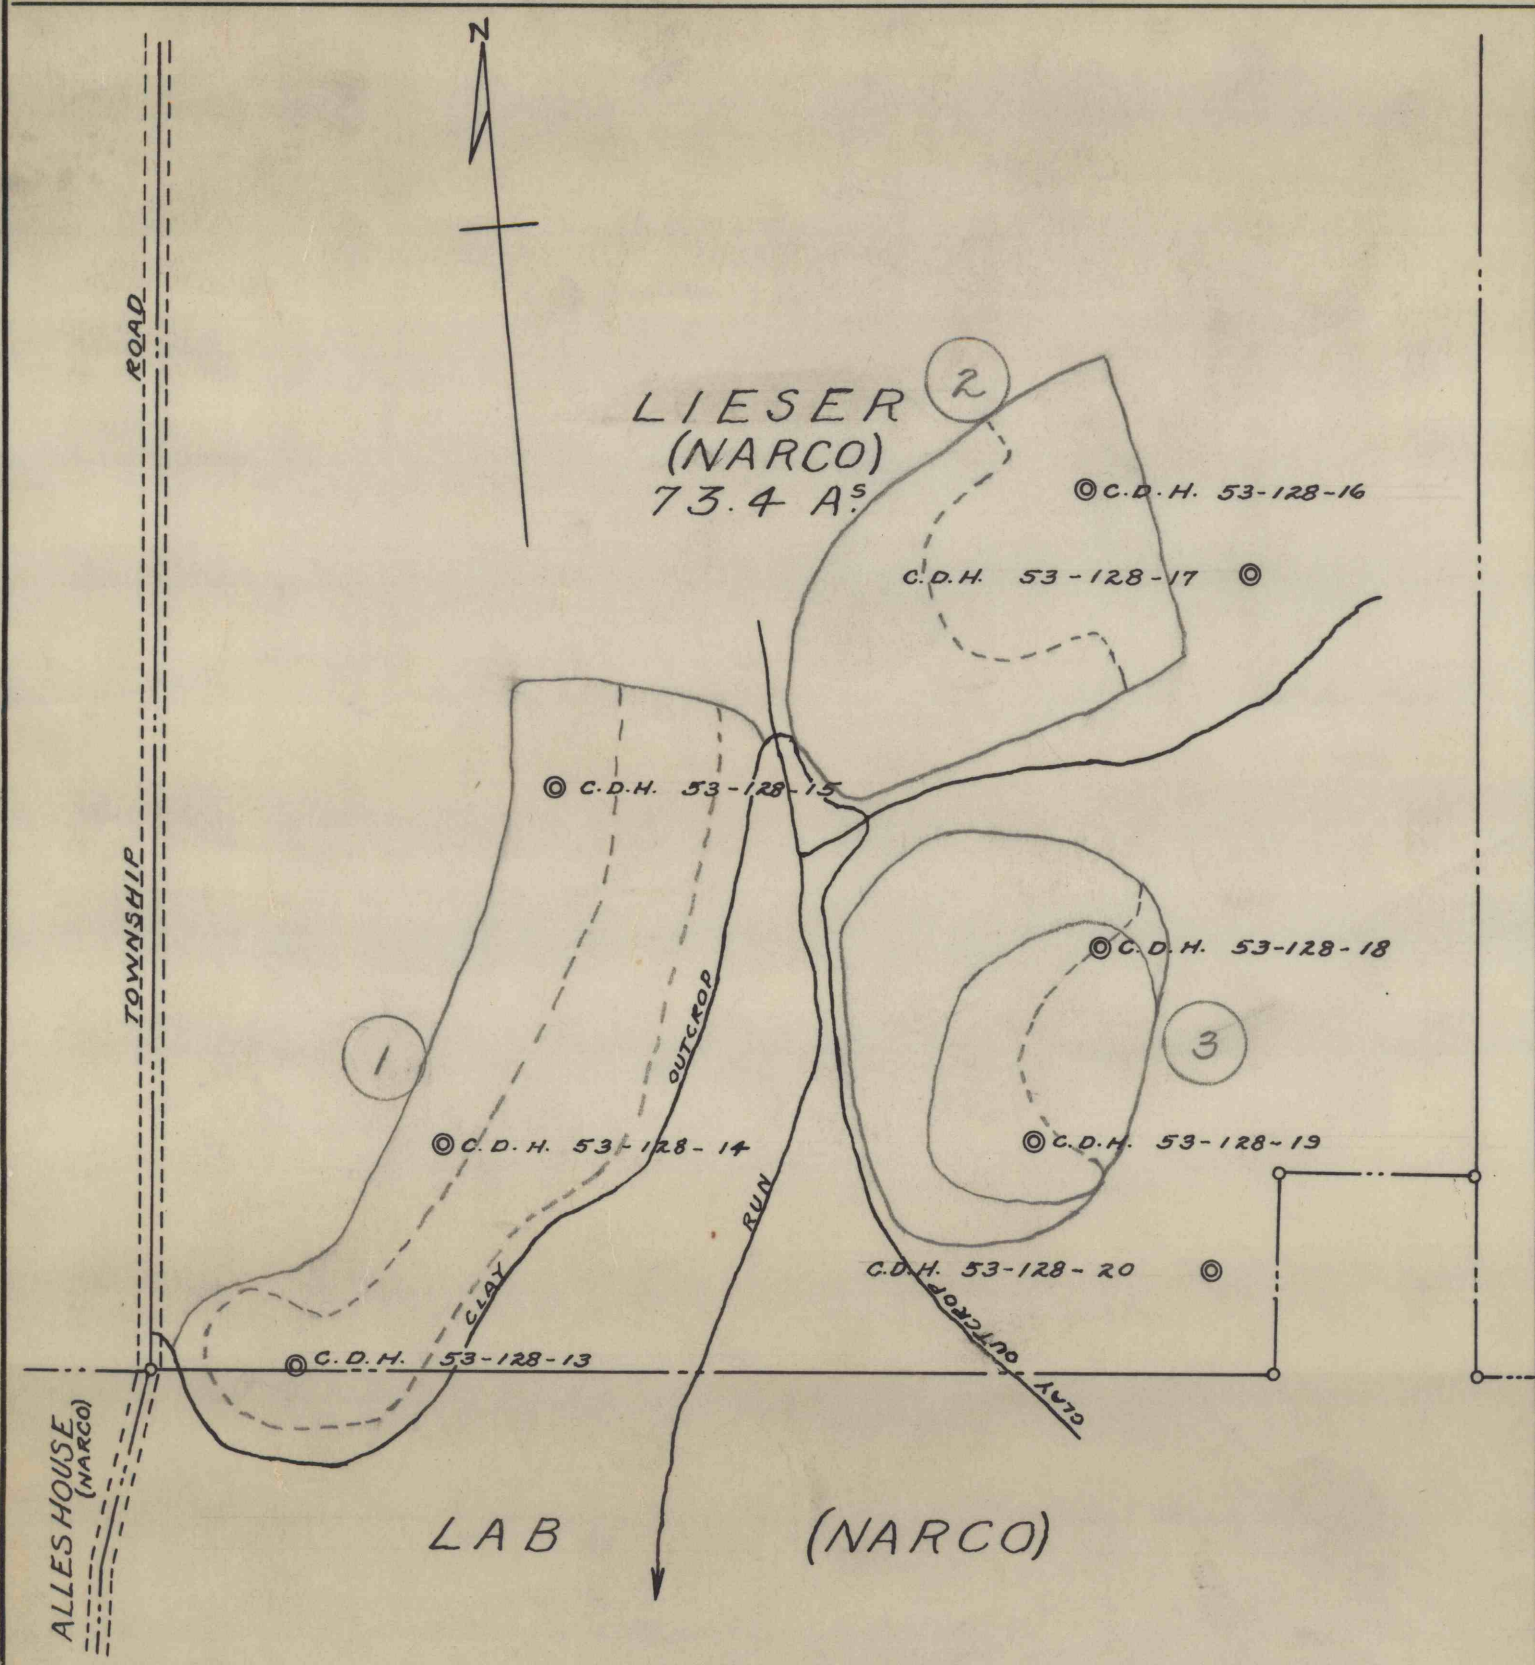 N
ROAD
2
LIESER
(NARCO)
73.4 A.s
C.D.H. 53-128-16
C.D.H. 53-128-17
C.D.H. 53-128-15
TOWNSHIP
C.D.H. 53-128-18
OUTCROP
1
3
C.D.H. 53-128-14
C.D.H. 53-128-19
RUN
C.D.H. 53-128-20
CLAY
CLAY OUTCROP
C.D.H. 53-128-13
ALLESHOUSE
(NARCO)
LAB (NARCO)